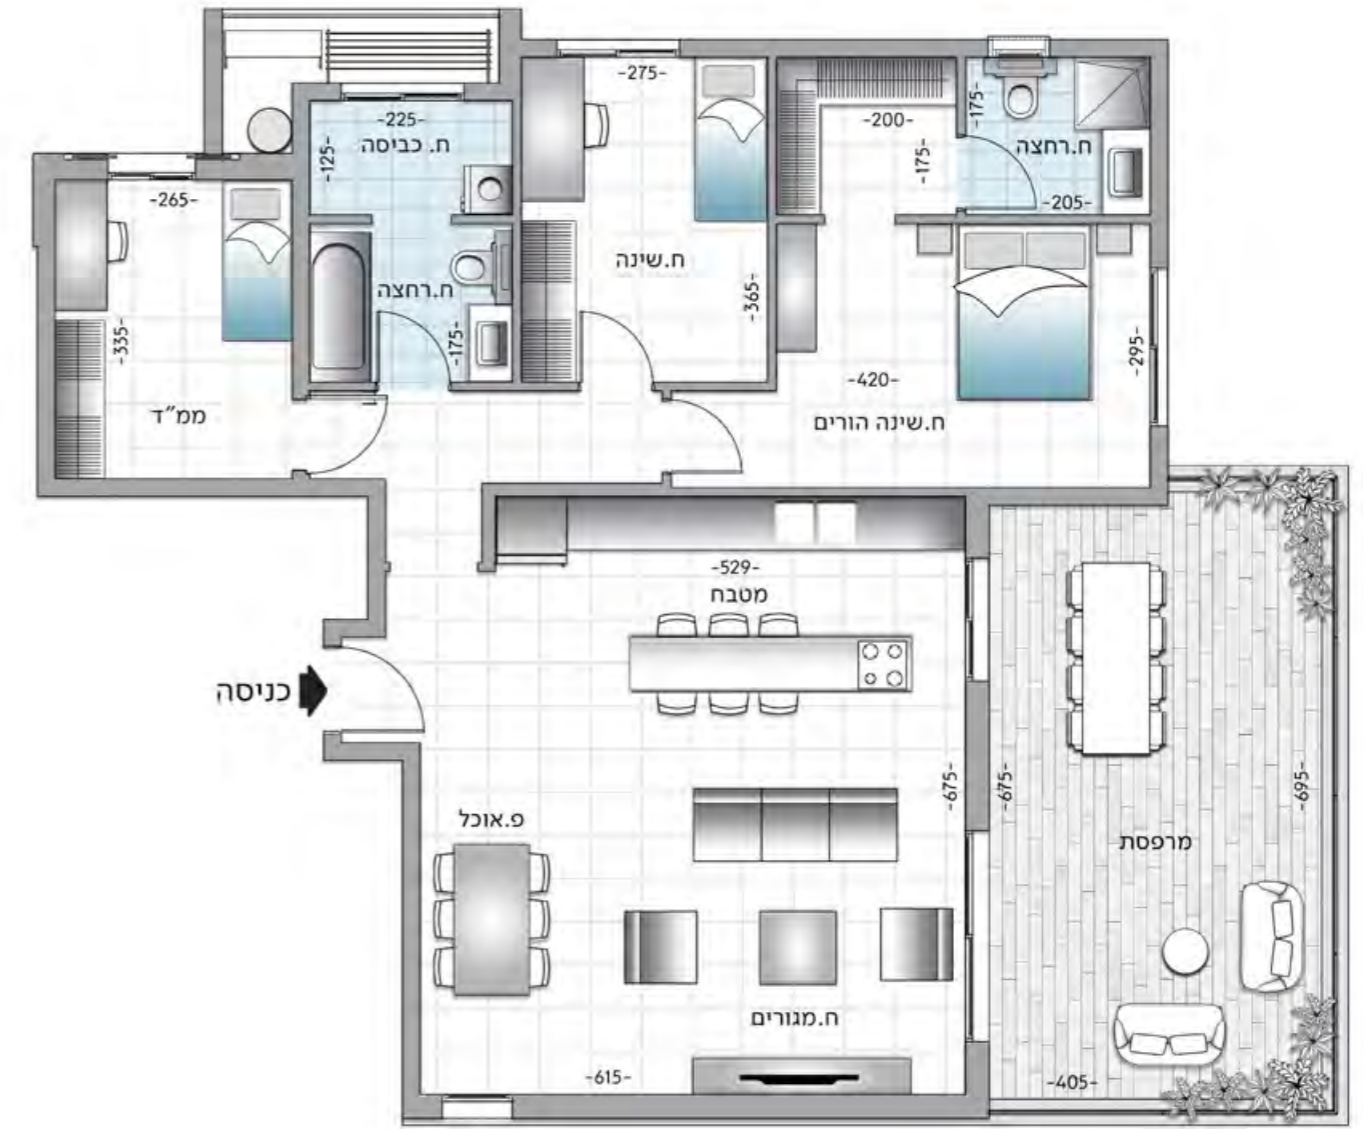 -275-
-225-
ח. כביסה
-125-
-200-
-175-
-175-
ח.רחצה
-205-
-265-
ח.שינה
ח.רחצה
-365-
-335-
-175-
-295-
-420-
ממ"ד
ח.שינה הורים
-529-
מטבח
כניסה
-675-
-675-
-695-
פ.אוכל
מרפסת
ח.מגורים
-615-
-405-